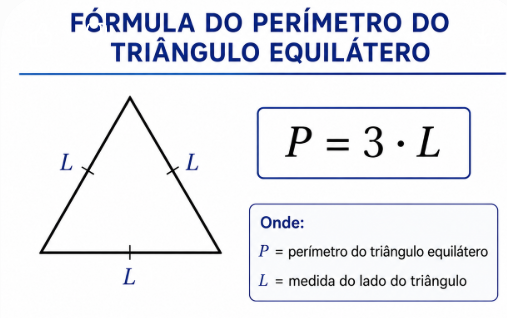 FÓRMULA DO PERÍMETRO DO
TRIÂNGULO EQUILÁTERO
L
L
L
P = 3 · L
Onde:
P = perímetro do triângulo equilátero
L = medida do lado do triângulo